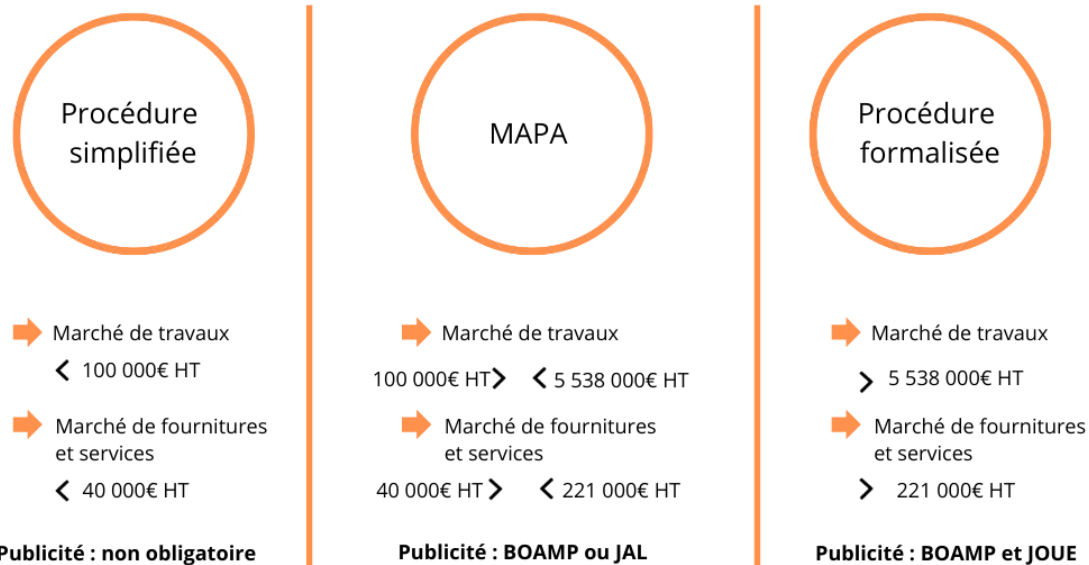 Procédure
simplifiée
Marché de travaux
< 100 000€ HT
Marché de fournitures
et services
< 40 000€ HT
Publicité : non obligatoire
MAPA
Marché de travaux
100 000€ HT> < 5 538 000€ HT
Marché de fournitures
et services
40 000€ HT > < 221 000€ HT
Publicité : BOAMP ou JAL
Procédure
formalisée
Marché de travaux
> 5 538 000€ HT
Marché de fournitures
et services
> 221 000€ HT
Publicité : BOAMP et JOUE